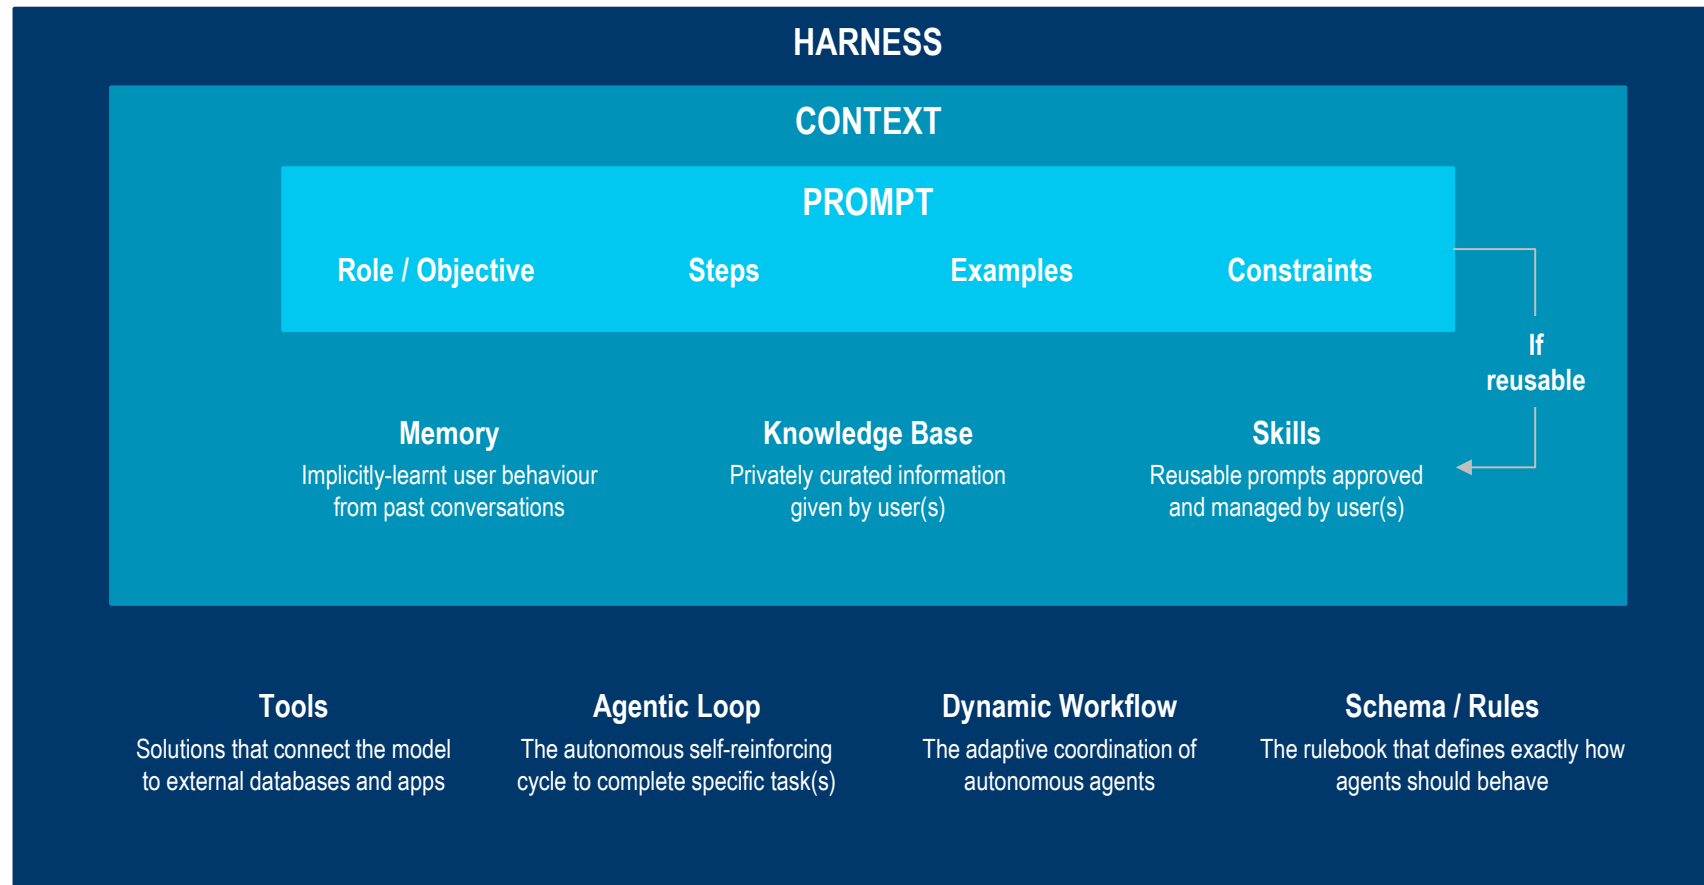 HARNESS
CONTEXT
PROMPT
Role / Objective
Steps
Examples
Constraints
If
reusable
Memory
Implicitly-learnt user behaviour
from past conversations
Knowledge Base
Privately curated information
given by user(s)
Skills
Reusable prompts approved
and managed by user(s)
Tools
Solutions that connect the model
to external databases and apps
Agentic Loop
The autonomous self-reinforcing
cycle to complete specific task(s)
Dynamic Workflow
The adaptive coordination of
autonomous agents
Schema / Rules
The rulebook that defines exactly how
agents should behave